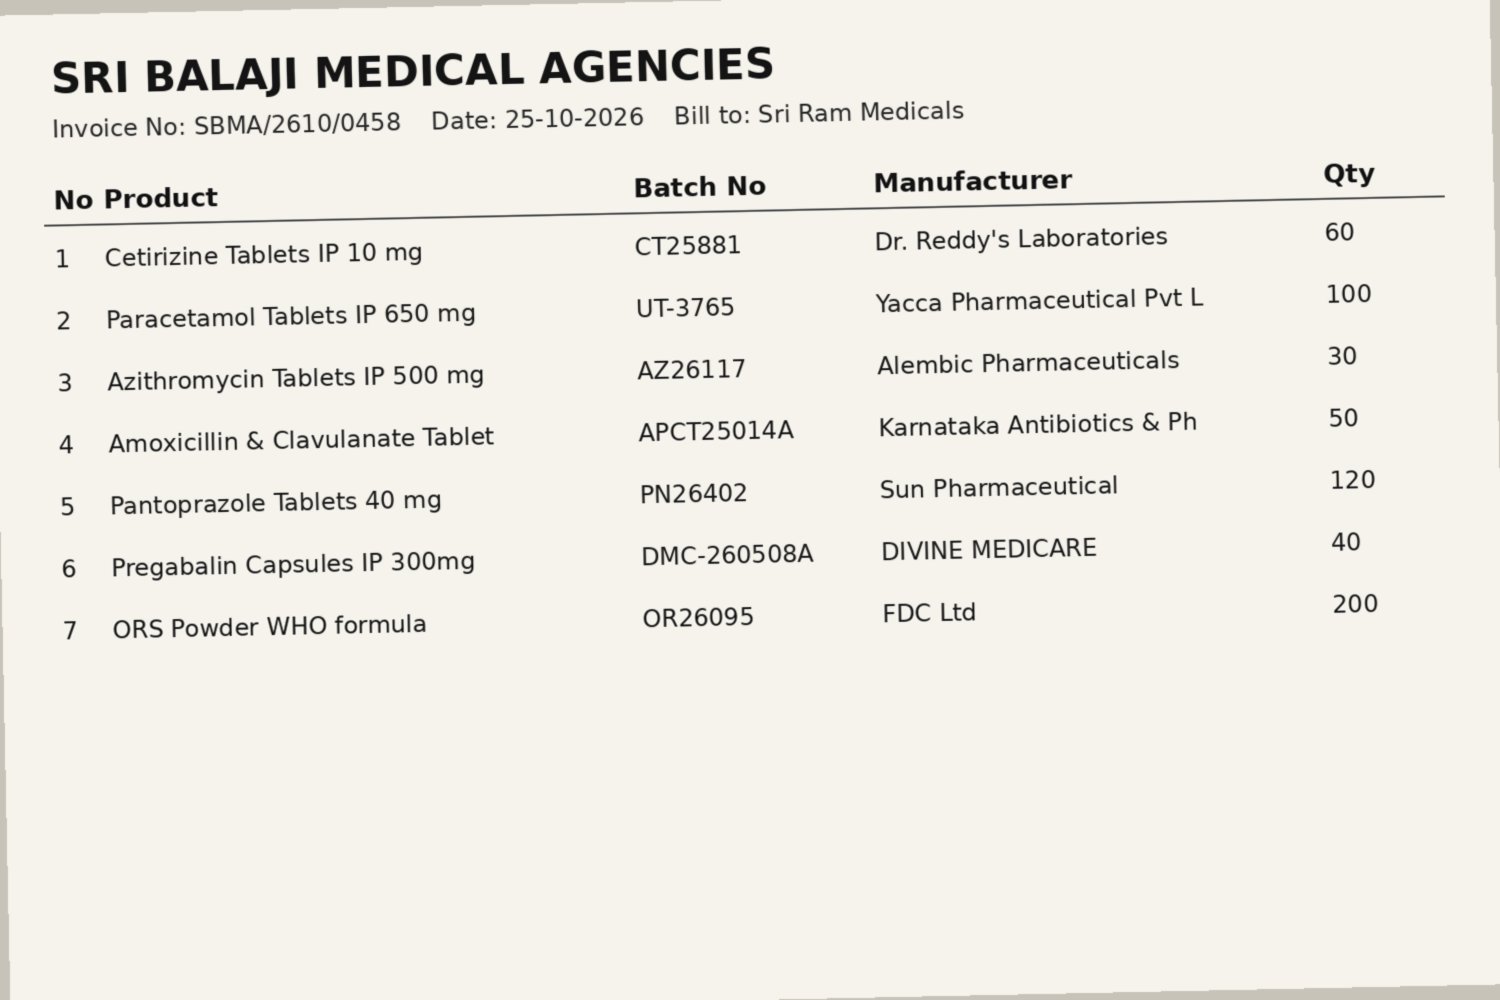 SRI BALAJI MEDICAL AGENCIES
Invoice No: SBMA/2610/0458 Date: 25-10-2026 Bill to: Sri Ram Medicals
No Product Batch No Manufacturer Qty
1 Cetirizine Tablets IP 10 mg CT25881 Dr. Reddy's Laboratories 60
2 Paracetamol Tablets IP 650 mg UT-3765 Yacca Pharmaceutical Pvt L 100
3 Azithromycin Tablets IP 500 mg AZ26117 Alembic Pharmaceuticals 30
4 Amoxicillin & Clavulanate Tablet APCT25014A Karnataka Antibiotics & Ph 50
5 Pantoprazole Tablets 40 mg PN26402 Sun Pharmaceutical 120
6 Pregabalin Capsules IP 300mg DMC-260508A DIVINE MEDICARE 40
7 ORS Powder WHO formula OR26095 FDC Ltd 200